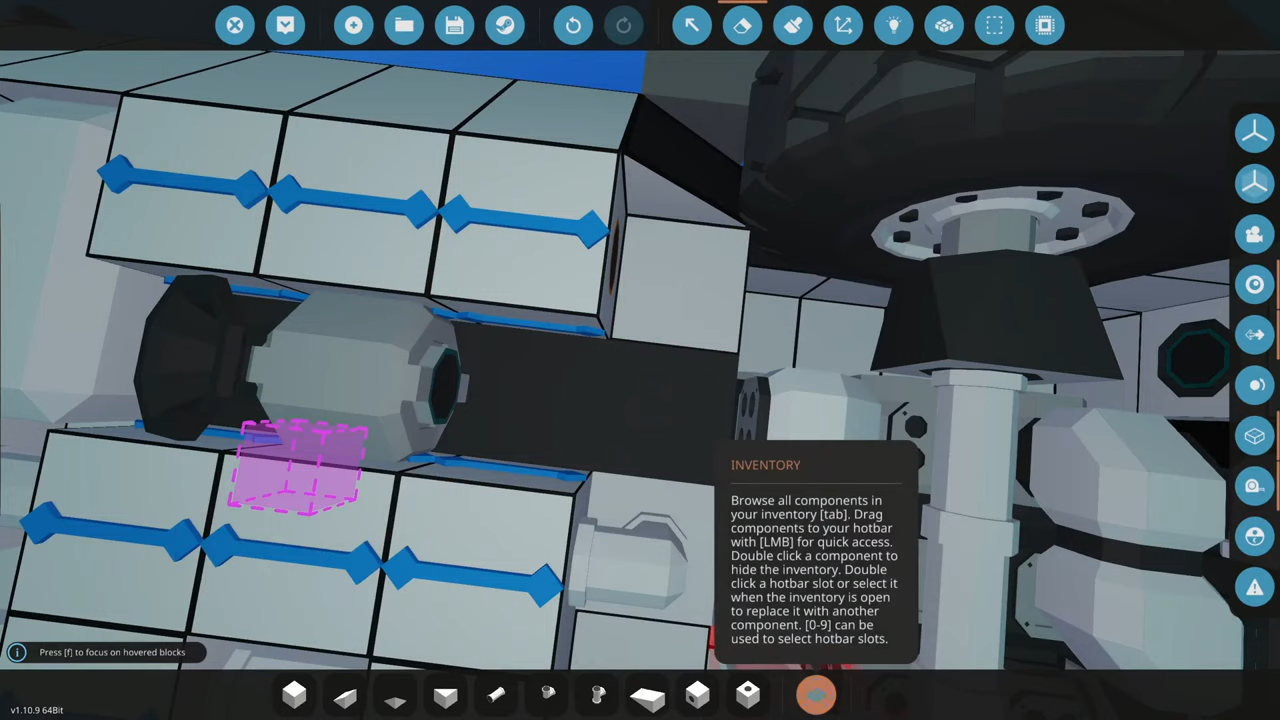 INVENTORY
Browse all components in
your inventory [tab]. Drag
components to your hotbar
with [LMB] for quick access.
Double click a component to
hide the inventory. Double
click a hotbar slot or select it
when the inventory is open
to replace it with another
component. [0-9] can be
used to select hotbar slots.
Press [f] to focus on hovered blocks
v1.10.9 64Bit